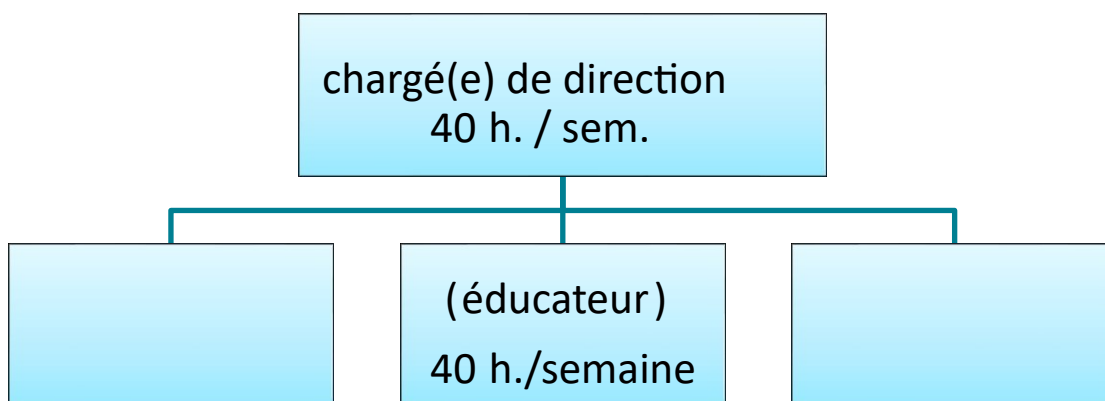 chargé(e) de direction
40 h. / sem.
(éducateur)
40 h./semaine